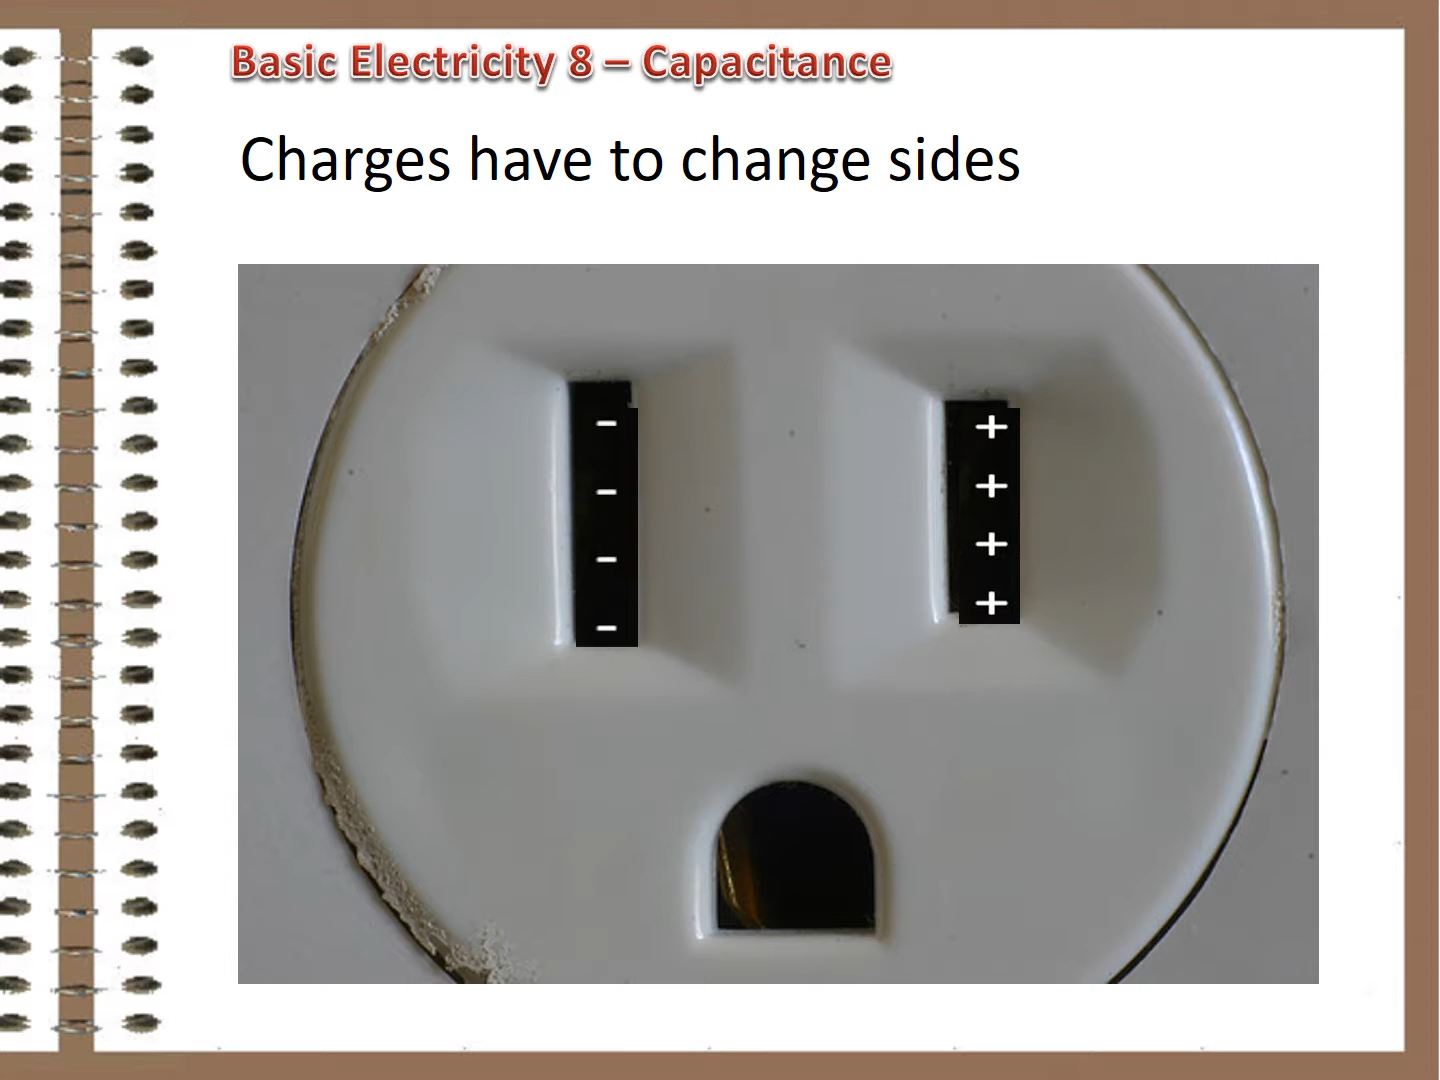 Basic Electricity 8 – Capacitance
Charges have to change sides
- +
- +
- +
- +